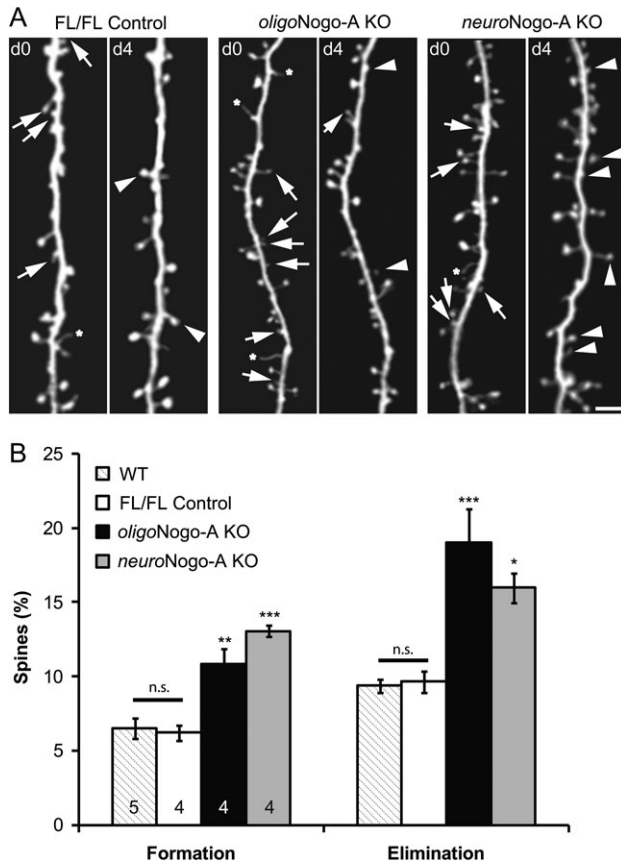 A
FL/FL Control
oligoNogo-A KO
neuroNogo-A KO
d0
d4
d0
d4
d0
d4
*
*
*
*
*
B
25
20
15
10
5
0
Spines (%)
WT
FL/FL Control
oligoNogo-A KO
neuroNogo-A KO
n.s.
**
***
n.s.
***
*
5
4
4
4
Formation
Elimination